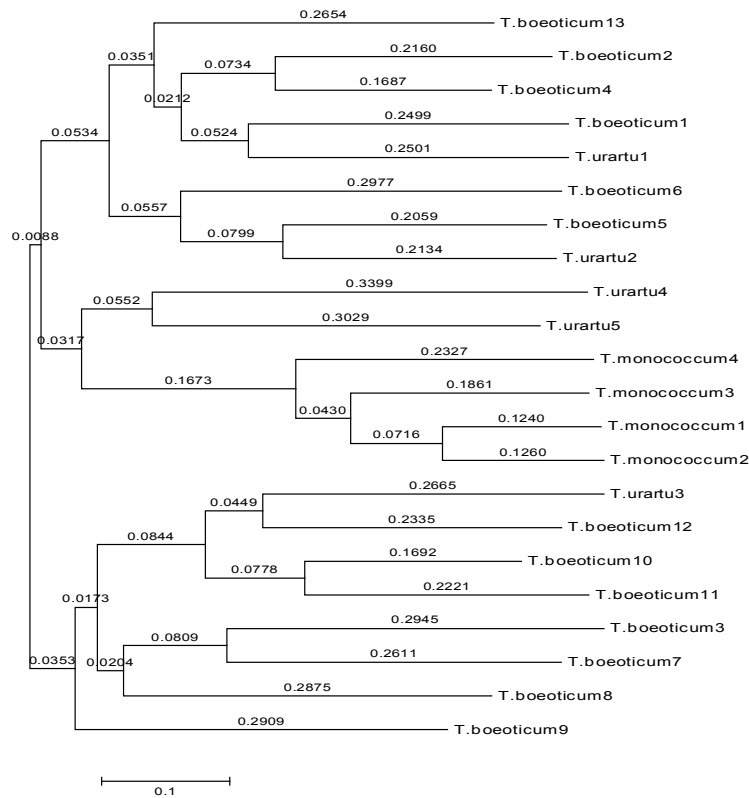 0.2654 T.boeoticum13
0.0351
0.2160 T.boeoticum2
0.0734
0.1687 T.boeoticum4
0.0212
0.2499 T.boeoticum1
0.0524
0.0534
0.2501 T.urartu1
0.2977 T.boeoticum6
0.0557
0.2059 T.boeoticum5
0.0799
0.0088
0.2134 T.urartu2
0.3399 T.urartu4
0.0552
0.3029 T.urartu5
0.0317
0.2327 T.monococcum4
0.1673
0.1861 T.monococcum3
0.0430
0.1240 T.monococcum1
0.0716
0.1260 T.monococcum2
0.2665 T.urartu3
0.0449
0.2335 T.boeoticum12
0.0844
0.1692 T.boeoticum10
0.0778
0.2221 T.boeoticum11
0.0173
0.2945 T.boeoticum3
0.0809
0.2611 T.boeoticum7
0.0353
0.0204
0.2875 T.boeoticum8
0.2909 T.boeoticum9
0.1